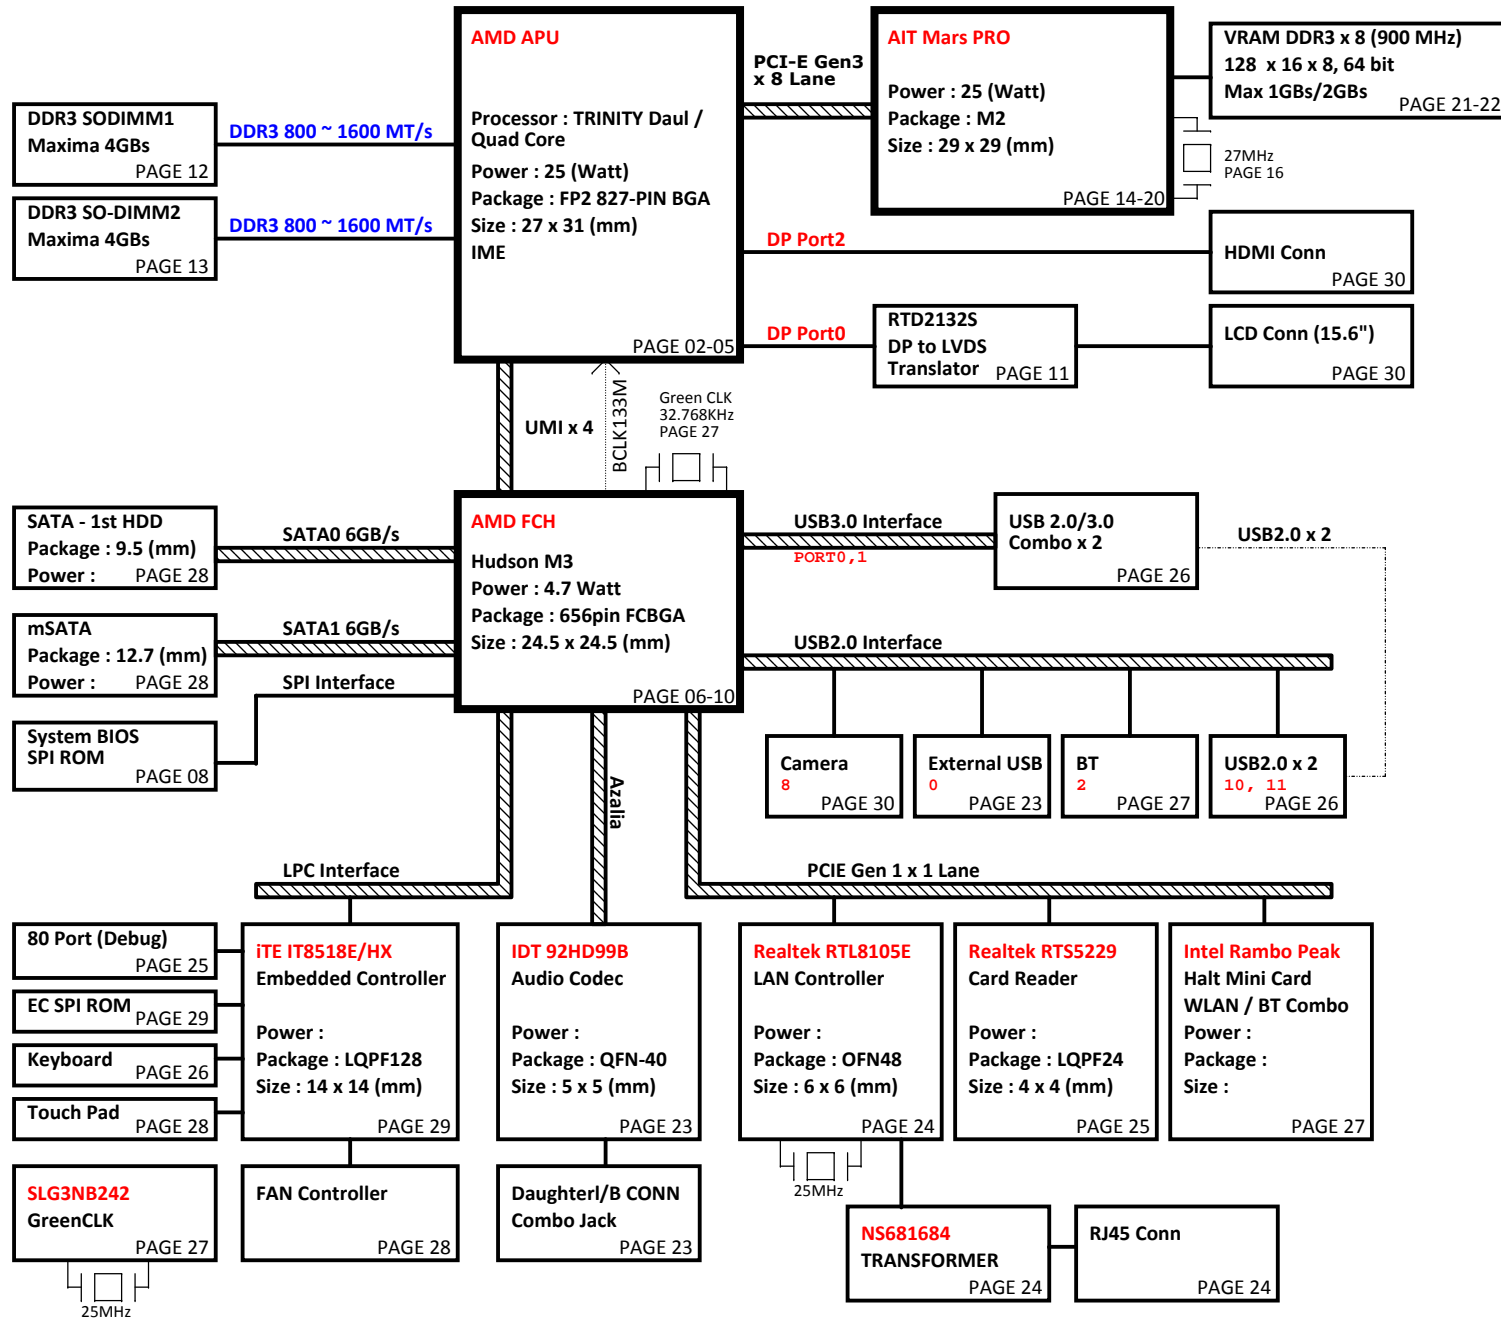 AMD APU
Processor : TRINITY Daul /
Quad Core
Power : 25 (Watt)
Package : FP2 827-PIN BGA
Size : 27 x 31 (mm)
IME
PAGE 02-05
PCI-E Gen3
x 8 Lane
AIT Mars PRO
Power : 25 (Watt)
Package : M2
Size : 29 x 29 (mm)
PAGE 14-20
VRAM DDR3 x 8 (900 MHz)
128 x 16 x 8, 64 bit
Max 1GBs/2GBs
PAGE 21-22
27MHz
PAGE 16
DDR3 SODIMM1
Maxima 4GBs
PAGE 12
DDR3 800 ~ 1600 MT/s
DDR3 SO-DIMM2
Maxima 4GBs
PAGE 13
DDR3 800 ~ 1600 MT/s
DP Port2
HDMI Conn
PAGE 30
DP Port0
RTD2132S
DP to LVDS
Translator
PAGE 11
LCD Conn (15.6")
PAGE 30
UMI x 4
BCLK133M
Green CLK
32.768KHz
PAGE 27
SATA - 1st HDD
Package : 9.5 (mm)
Power :
PAGE 28
SATA0 6GB/s
mSATA
Package : 12.7 (mm)
Power :
PAGE 28
SATA1 6GB/s
SPI Interface
System BIOS
SPI ROM
PAGE 08
AMD FCH
Hudson M3
Power : 4.7 Watt
Package : 656pin FCBGA
Size : 24.5 x 24.5 (mm)
PAGE 06-10
USB3.0 Interface
PORT0,1
USB 2.0/3.0
Combo x 2
PAGE 26
USB2.0 x 2
USB2.0 Interface
Camera
8
PAGE 30
External USB
0
PAGE 23
BT
2
PAGE 27
USB2.0 x 2
10, 11
PAGE 26
Azalia
LPC Interface
PCIE Gen 1 x 1 Lane
80 Port (Debug)
PAGE 25
EC SPI ROM
PAGE 29
Keyboard
PAGE 26
Touch Pad
PAGE 28
iTE IT8518E/HX
Embedded Controller
Power :
Package : LQPF128
Size : 14 x 14 (mm)
PAGE 29
IDT 92HD99B
Audio Codec
Power :
Package : QFN-40
Size : 5 x 5 (mm)
PAGE 23
Realtek RTL8105E
LAN Controller
Power :
Package : OFN48
Size : 6 x 6 (mm)
PAGE 24
Realtek RTS5229
Card Reader
Power :
Package : LQPF24
Size : 4 x 4 (mm)
PAGE 25
Intel Rambo Peak
Halt Mini Card
WLAN / BT Combo
Power :
Package :
Size :
PAGE 27
SLG3NB242
GreenCLK
PAGE 27
25MHz
FAN Controller
PAGE 28
Daughterl/B CONN
Combo Jack
PAGE 23
25MHz
NS681684
TRANSFORMER
PAGE 24
RJ45 Conn
PAGE 24